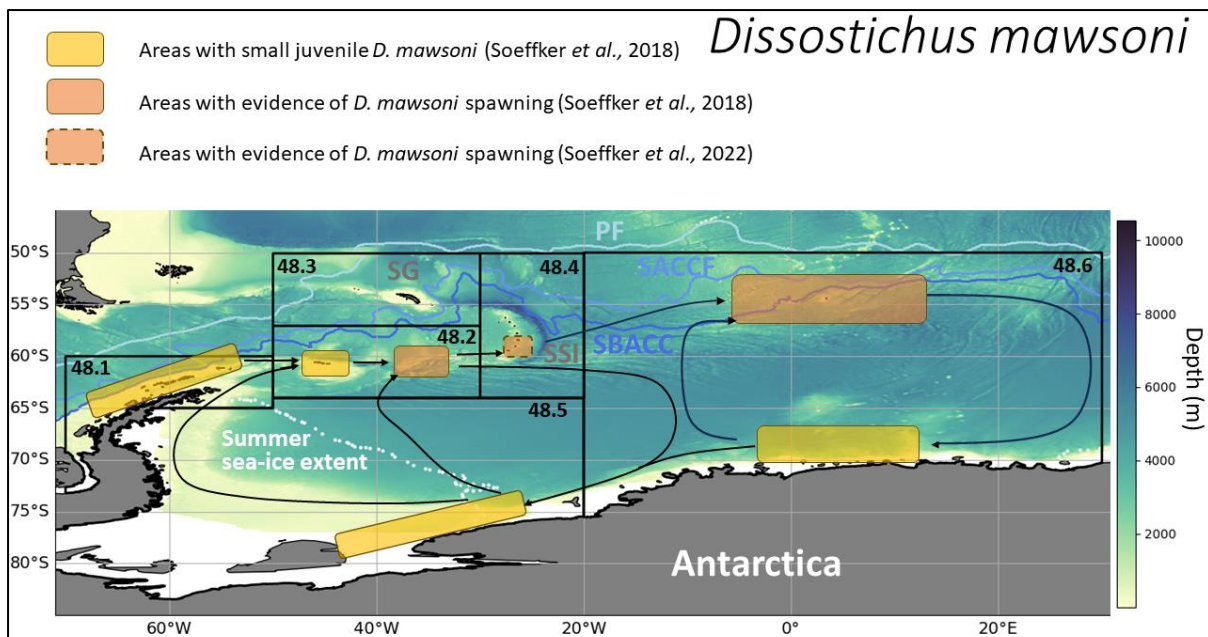 Dissostichus mawsoni
Areas with small juvenile D. mawsoni (Soeffker et al., 2018)
Areas with evidence of D. mawsoni spawning (Soeffker et al., 2018)
Areas with evidence of D. mawsoni spawning (Soeffker et al., 2022)
50°S
55°S
60°S
65°S
70°S
75°S
80°S
PF
48.3
SG
48.4
SACCF
48.6
48.2
SSI
SBACC
48.1
48.5
Summer
sea-ice extent
Antarctica
60°W
40°W
20°W
0°
20°E
10000
8000
6000
4000
2000
Depth (m)